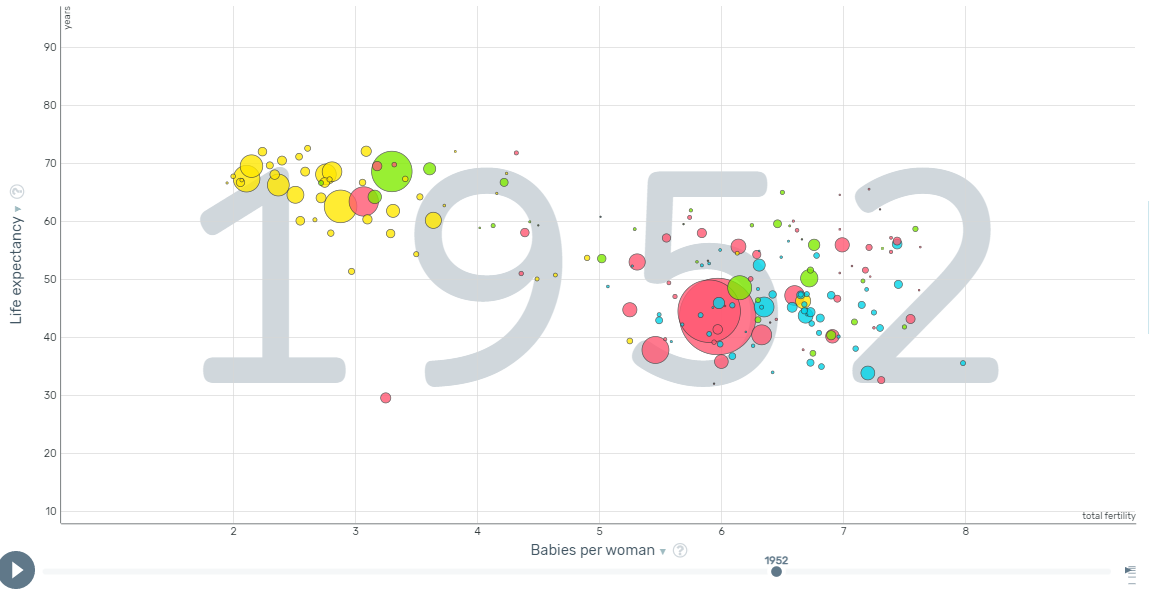 years
90
80
70
60
50
40
30
20
10
Life expectancy ▾ ?
1952
total fertility
2 3 4 5 6 7 8
Babies per woman ▾ ?
1952